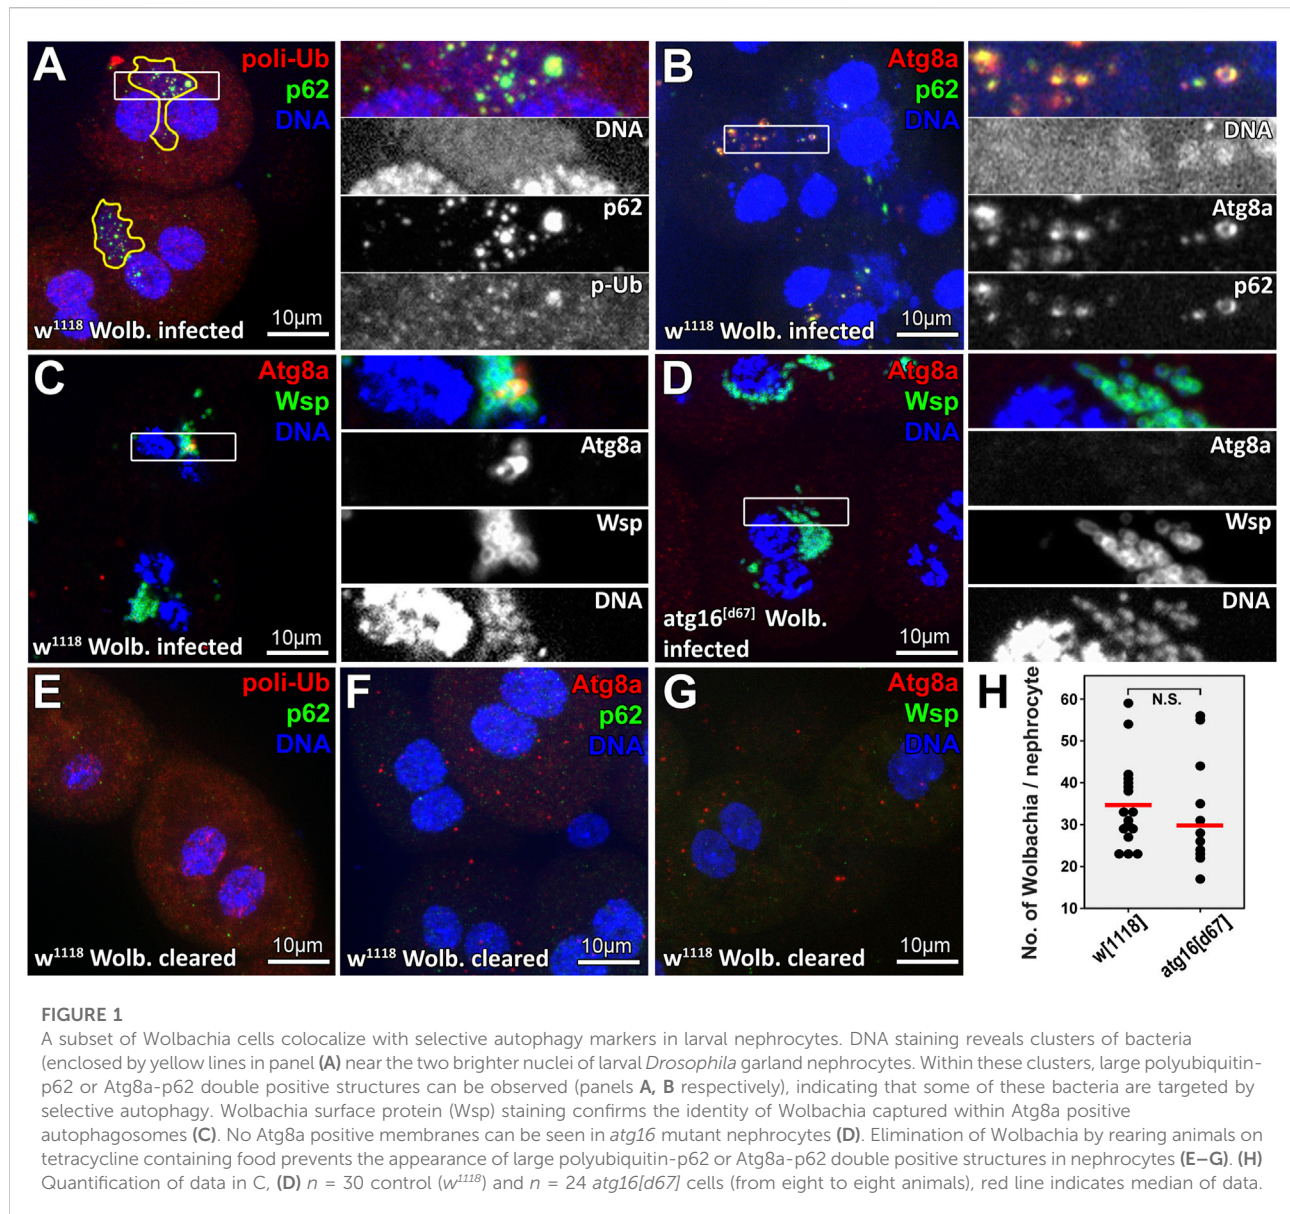 A
poli-Ub
p62
DNA
w¹¹¹⁸ Wolb. infected
10µm
DNA
p62
p-Ub
B
Atg8a
p62
DNA
w¹¹¹⁸ Wolb. infected
10µm
DNA
Atg8a
p62
C
Atg8a
Wsp
DNA
w¹¹¹⁸ Wolb. infected
10µm
Atg8a
Wsp
DNA
D
Atg8a
Wsp
DNA
atg16[d67] Wolb.
infected
10µm
Atg8a
Wsp
DNA
E
poli-Ub
p62
DNA
w¹¹¹⁸ Wolb. cleared
10µm
F
Atg8a
p62
DNA
w¹¹¹⁸ Wolb. cleared
10µm
G
Atg8a
Wsp
DNA
w¹¹¹⁸ Wolb. cleared
10µm
H
No. of Wolbachia / nephrocyte
N.S.
60
50
40
30
20
10
w[1118]
atg16[d67]
FIGURE 1
A subset of Wolbachia cells colocalize with selective autophagy markers in larval nephrocytes. DNA staining reveals clusters of bacteria
(enclosed by yellow lines in panel (A) near the two brighter nuclei of larval Drosophila garland nephrocytes. Within these clusters, large polyubiquitin-
p62 or Atg8a-p62 double positive structures can be observed (panels A, B respectively), indicating that some of these bacteria are targeted by
selective autophagy. Wolbachia surface protein (Wsp) staining confirms the identity of Wolbachia captured within Atg8a positive
autophagosomes (C). No Atg8a positive membranes can be seen in atg16 mutant nephrocytes (D). Elimination of Wolbachia by rearing animals on
tetracycline containing food prevents the appearance of large polyubiquitin-p62 or Atg8a-p62 double positive structures in nephrocytes (E–G). (H)
Quantification of data in C, (D) n = 30 control (w¹¹¹⁸) and n = 24 atg16[d67] cells (from eight to eight animals), red line indicates median of data.